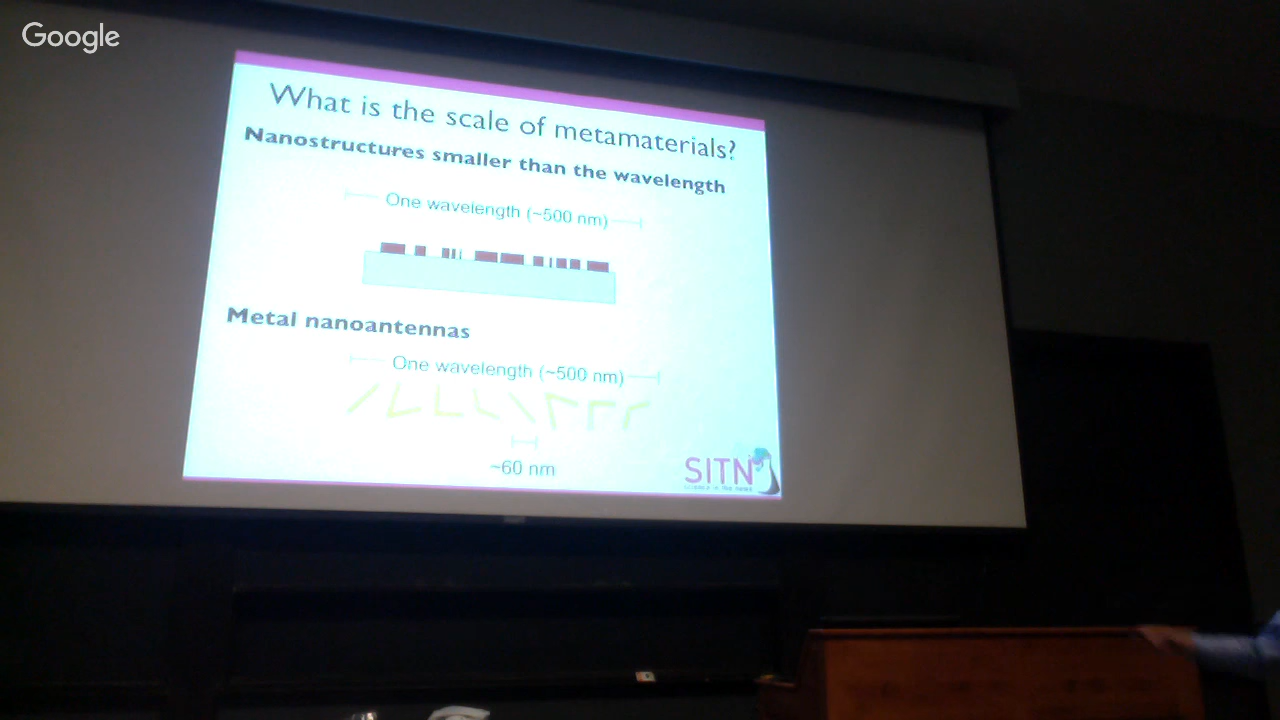 Google
What is the scale of metamaterials?
Nanostructures smaller than the wavelength
One wavelength (~500 nm)
Metal nanoantennas
One wavelength (~500 nm)
~60 nm
SITN